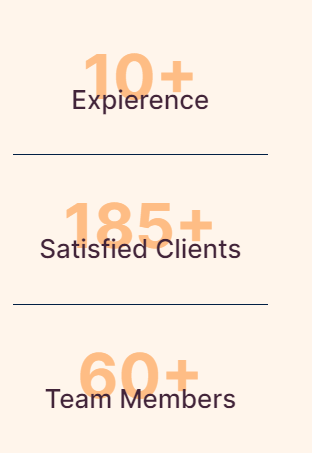 10+
Expierence
185+
Satisfied Clients
60+
Team Members